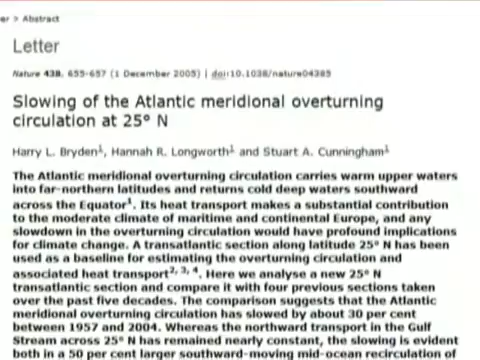 er > Abstract
Letter
Nature 438, 655-657 (1 December 2005) | doi:10.1038/nature04385
Slowing of the Atlantic meridional overturning
circulation at 25° N
Harry L. Bryden1, Hannah R. Longworth1 and Stuart A. Cunningham1
The Atlantic meridional overturning circulation carries warm upper waters
into far-northern latitudes and returns cold deep waters southward
across the Equator1. Its heat transport makes a substantial contribution
to the moderate climate of maritime and continental Europe, and any
slowdown in the overturning circulation would have profound implications
for climate change. A transatlantic section along latitude 25° N has been
used as a baseline for estimating the overturning circulation and
associated heat transport2, 3, 4. Here we analyse a new 25° N
transatlantic section and compare it with four previous sections taken
over the past five decades. The comparison suggests that the Atlantic
meridional overturning circulation has slowed by about 30 per cent
between 1957 and 2004. Whereas the northward transport in the Gulf
Stream across 25° N has remained nearly constant, the slowing is evident
both in a 50 per cent larger southward-moving mid-ocean recirculation of